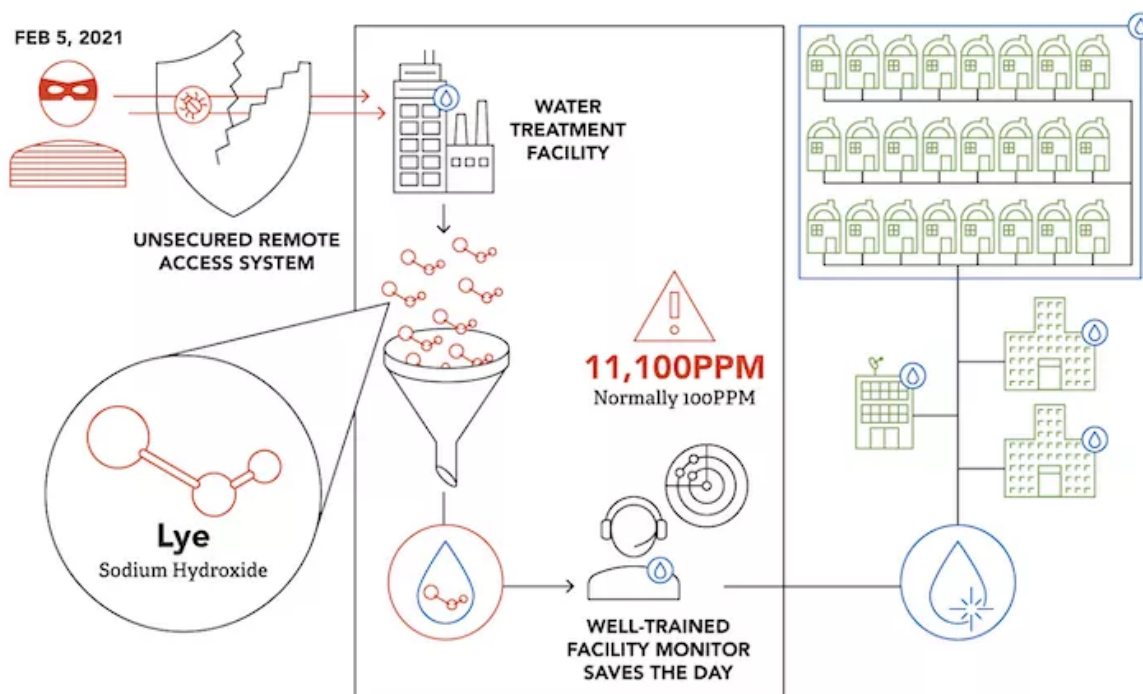 FEB 5, 2021
UNSECURED REMOTE
ACCESS SYSTEM
WATER
TREATMENT
FACILITY
Lye
Sodium Hydroxide
11,100PPM
Normally 100PPM
WELL-TRAINED
FACILITY MONITOR
SAVES THE DAY